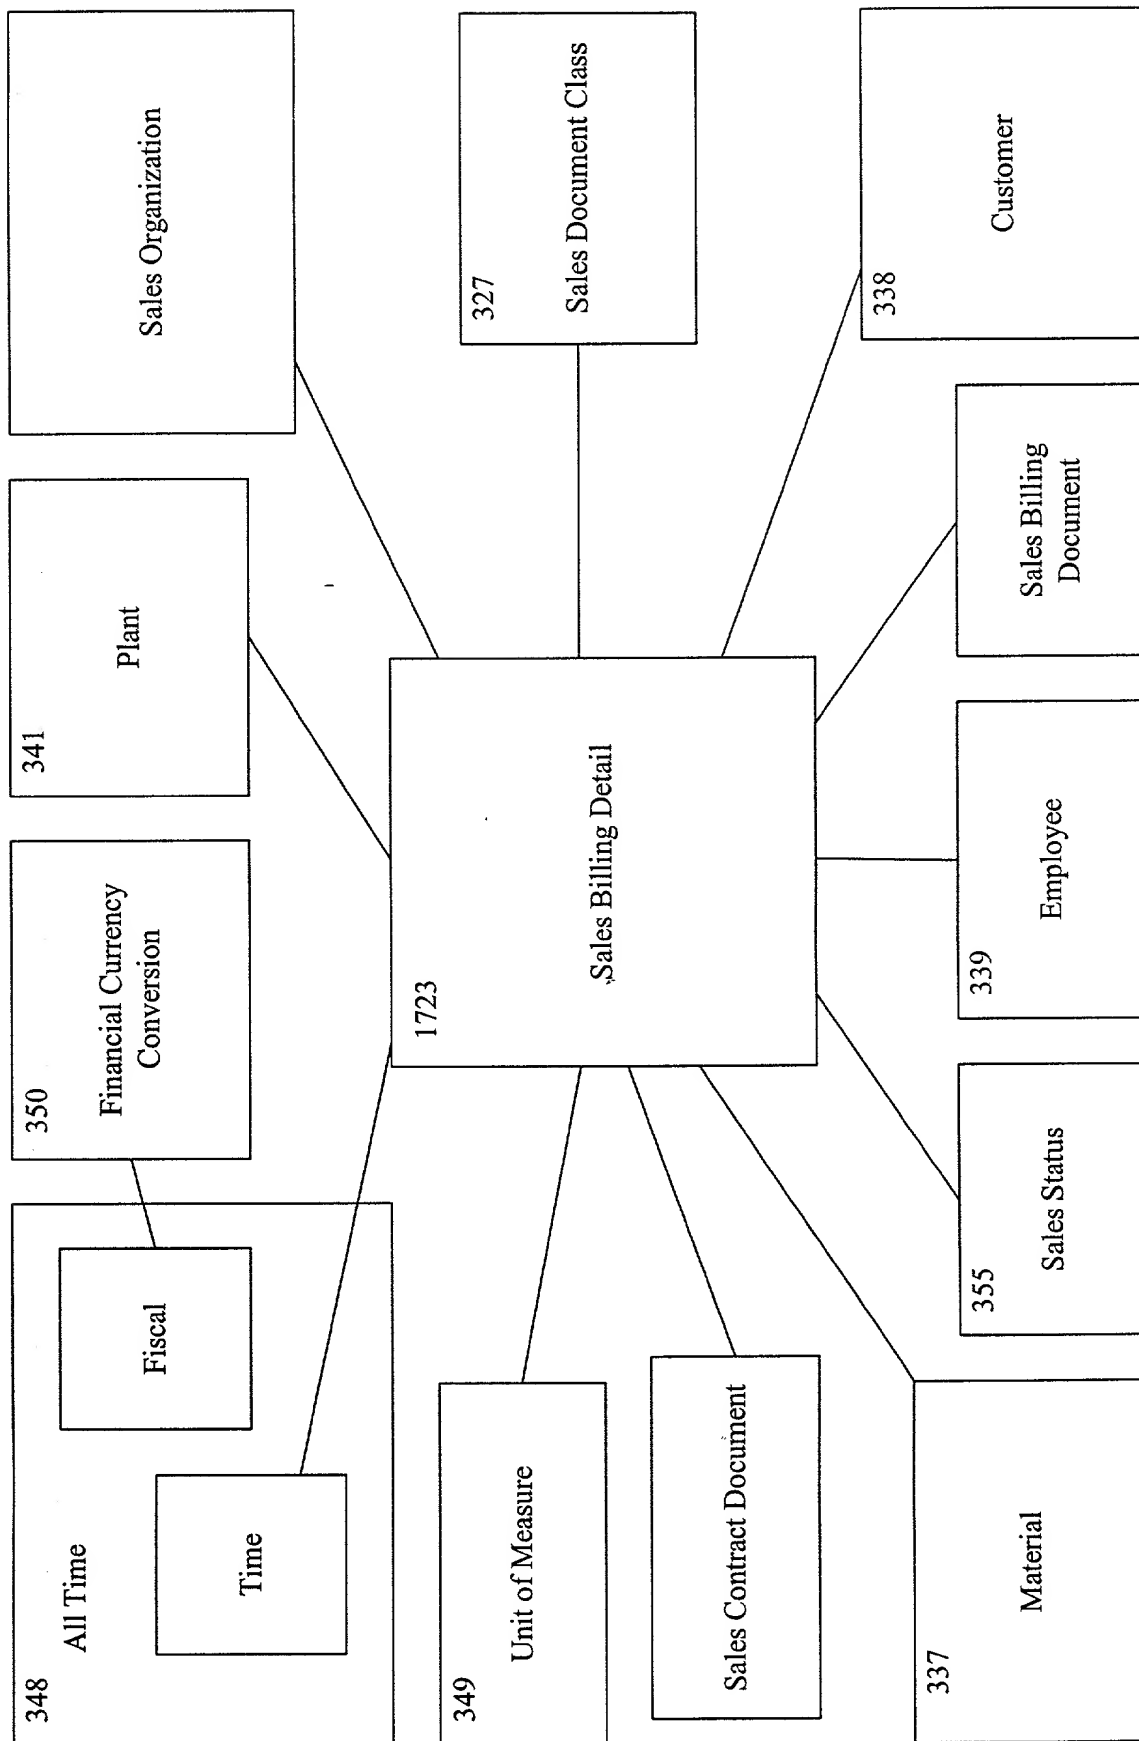 348
All Time
Fiscal
Time
350
Financial Currency
Conversion
341
Plant
Sales Organization
349
Unit of Measure
Sales Contract Document
1723
Sales Billing Detail
327
Sales Document Class
337
Material
355
Sales Status
339
Employee
Sales Billing
Document
338
Customer